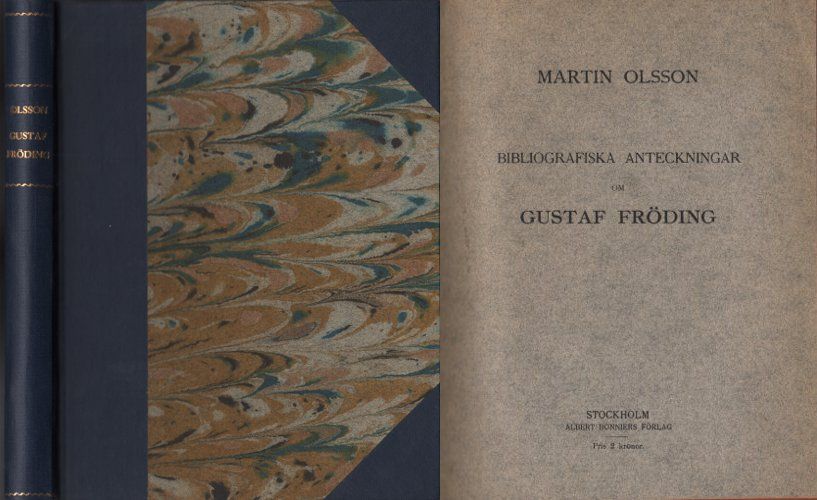 OLSSON
GUSTAF
FRÖDING
MARTIN OLSSON
BIBLIOGRAFISKA ANTECKNINGAR
OM
GUSTAF FRÖDING
STOCKHOLM
ALBERT BONNIERS FÖRLAG
Pris 2 kronor.